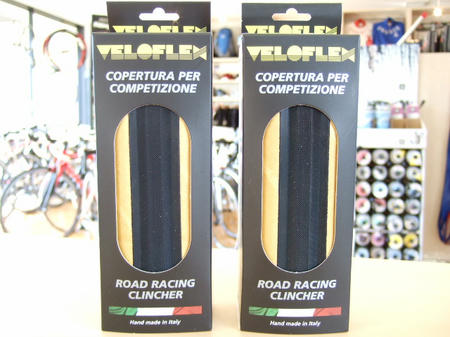 VELOFLEX
COPERTURA PER
COMPETIZIONE
ROAD RACING
CLINCHER
Hand made in Italy
VELOFLEX
COPERTURA PER
COMPETIZIONE
ROAD RACING
CLINCHER
Hand made in Italy